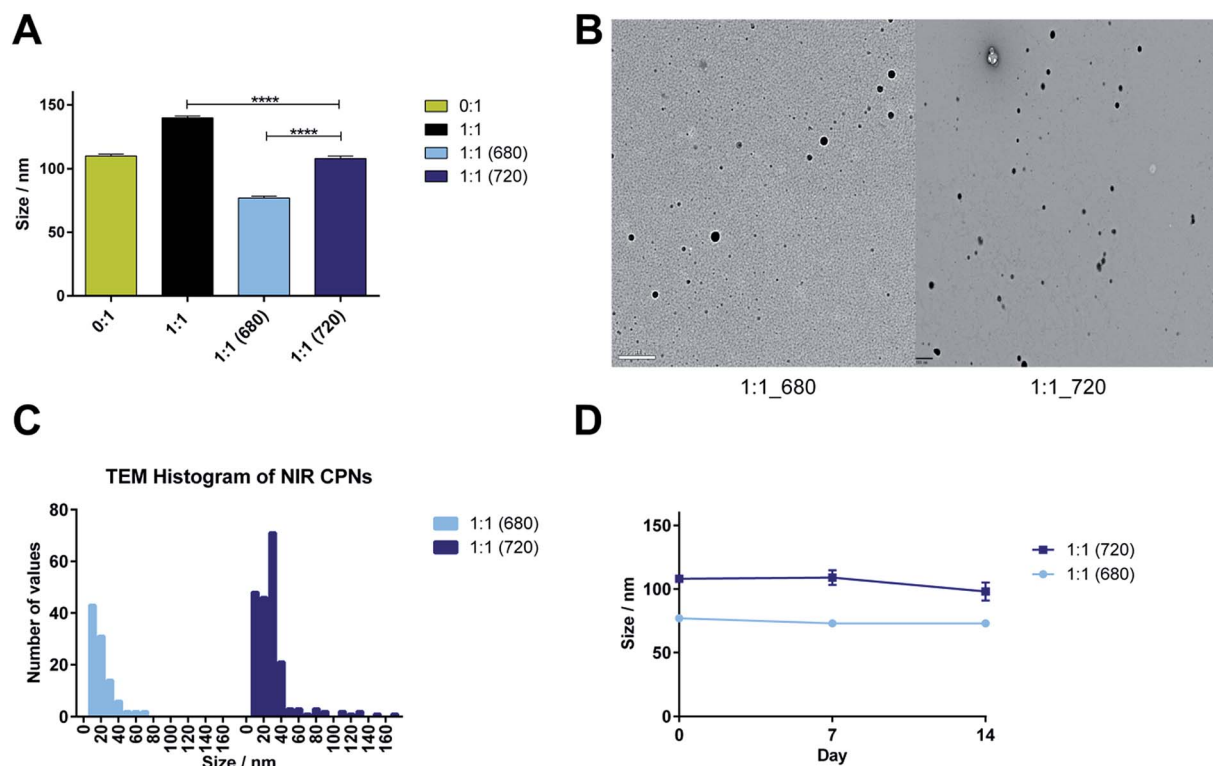 A
150
100
50
0
Size / nm
****
****
0:1
1:1
1:1 (680)
1:1 (720)
0:1
1:1
1:1 (680)
1:1 (720)
B
1:1_680
1:1_720
C
TEM Histogram of NIR CPNs
80
60
40
20
0
Number of values
0 20 40 60 80 100 120 140 160 0 20 40 60 80 100 120 140 160
Size / nm
1:1 (680)
1:1 (720)
D
150
100
50
0
Size / nm
0 7 14
Day
1:1 (720)
1:1 (680)